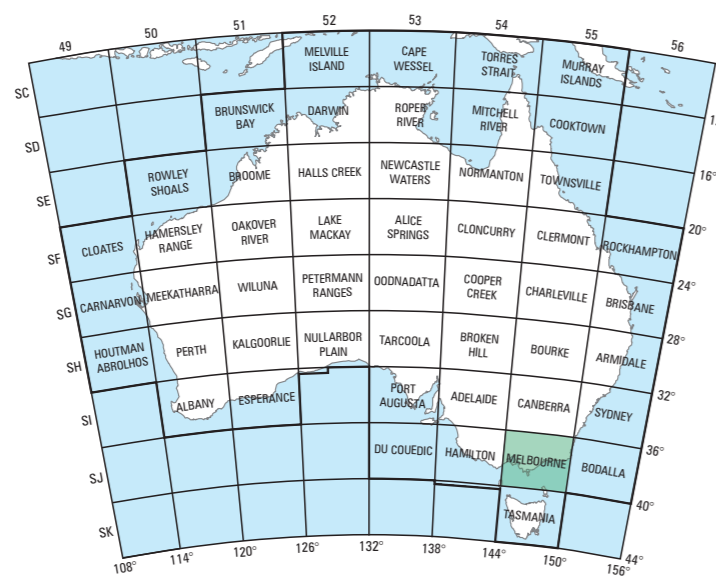 49 50 51 52 53 54 55 56
SC
MELVILLE ISLAND
CAPE WESSEL
TORRES STRAIT
MURRAY ISLANDS
SD
BRUNSWICK BAY
DARWIN
ROPER RIVER
MITCHELL RIVER
COOKTOWN
16°
SE
ROWLEY SHOALS
BROOME
HALLS CREEK
NEWCASTLE WATERS
NORMANTON
TOWNSVILLE
20°
SF
CLOATES
HAMERSLEY RANGE
OAKOVER RIVER
LAKE MACKAY
ALICE SPRINGS
CLONCURRY
CLERMONT
ROCKHAMPTON
24°
SG
CARNARVON
MEEKATHARRA
WILUNA
PETERMANN RANGES
OODNADATTA
COOPER CREEK
CHARLEVILLE
BRISBANE
28°
SH
HOUTMAN ABROLHOS
PERTH
KALGOORLIE
NULLARBOR PLAIN
TARCOOLA
BROKEN HILL
BOURKE
ARMIDALE
32°
SI
ALBANY
ESPERANCE
PORT AUGUSTA
ADELAIDE
CANBERRA
SYDNEY
36°
SJ
DU COUEDIC
HAMILTON
MELBOURNE
BODALLA
40°
SK
TASMANIA
44°
108° 114° 120° 126° 132° 138° 144° 150° 156°